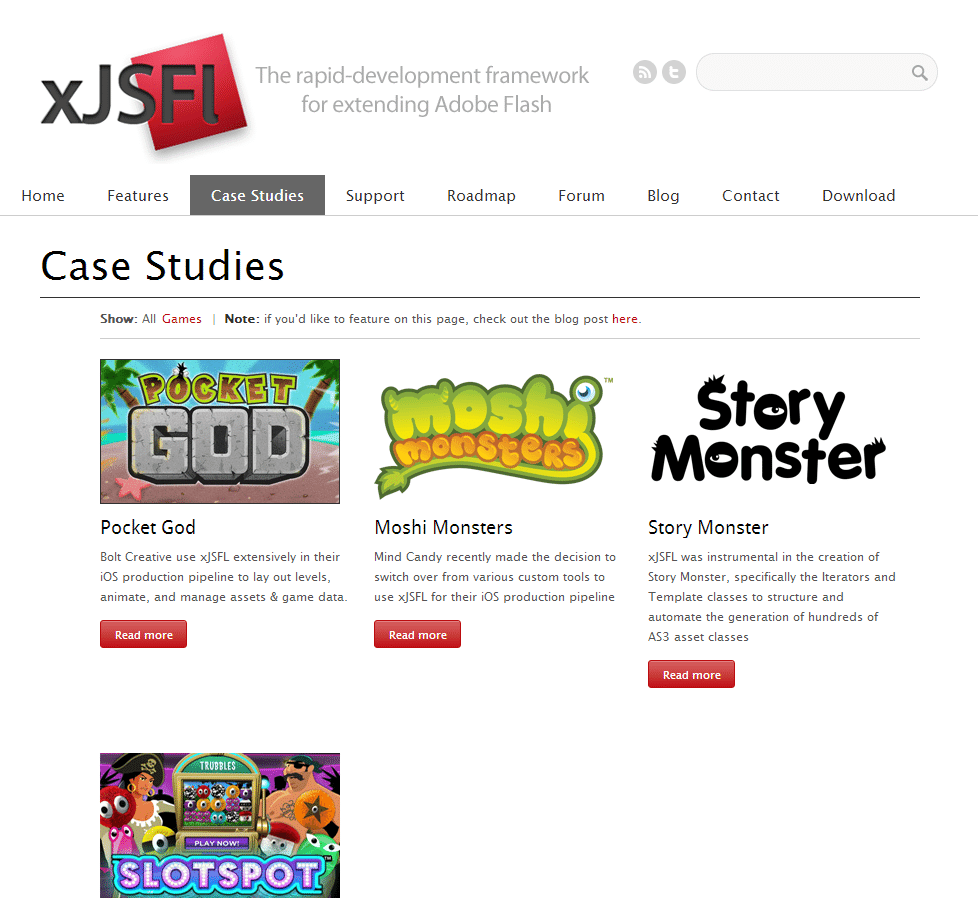 xJSFl
The rapid-development framework
for extending Adobe Flash
Home Features Case Studies Support Roadmap Forum Blog Contact Download
Case Studies
Show: All Games | Note: if you'd like to feature on this page, check out the blog post here.
POCKET
GOD
moshi
monsters
TM
Story
Monster
Pocket God
Bolt Creative use xJSFL extensively in their
iOS production pipeline to lay out levels,
animate, and manage assets & game data.
Read more
Moshi Monsters
Mind Candy recently made the decision to
switch over from various custom tools to
use xJSFL for their iOS production pipeline
Read more
Story Monster
xJSFL was instrumental in the creation of
Story Monster, specifically the Iterators and
Template classes to structure and
automate the generation of hundreds of
AS3 asset classes
Read more
TRUBBLES
PLAY NOW!
SLOTSPOT